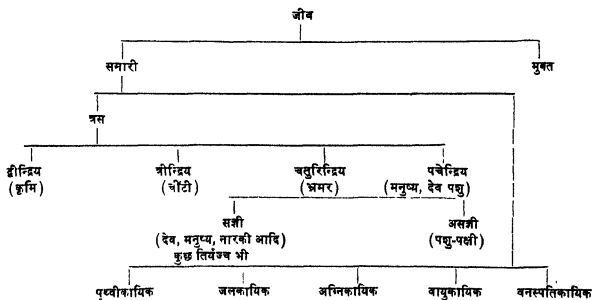 जीव
समारी मुक्त
त्रस
द्वीन्द्रिय त्रीन्द्रिय चतुरिन्द्रिय पचेन्द्रिय
(कृमि) (चींटी) (भ्रमर) (मनुष्य, देव पशु)
सज्ञी असज्ञी
(देव, मनुष्य, नारकी आदि) (पशु-पक्षी)
कुछ तिर्यञ्च भी
पृथ्वीकायिक जलकायिक अग्निकायिक वायुकायिक वनस्पतिकायिक